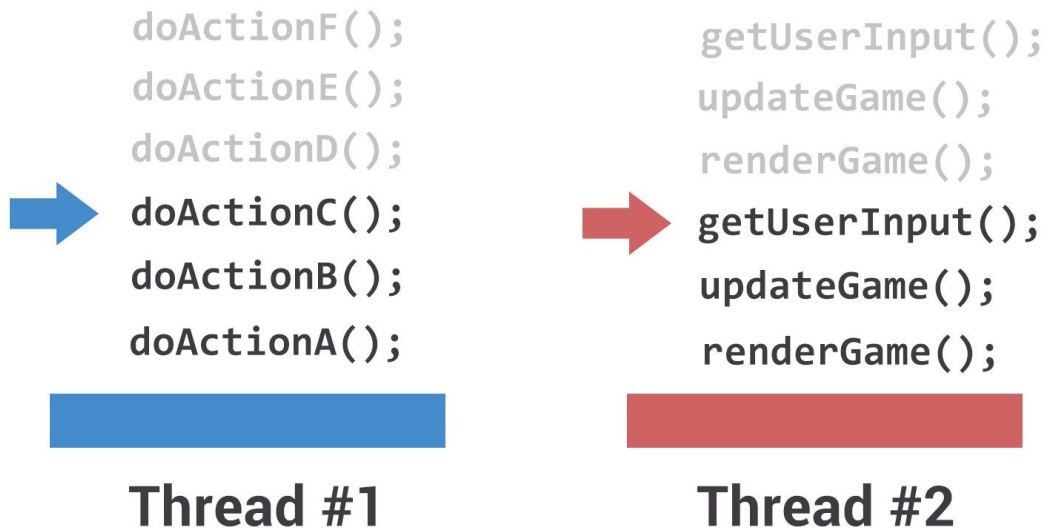 doActionF();
doActionE();
doActionD();
doActionC();
doActionB();
doActionA();
Thread #1
getUserInput();
updateGame();
renderGame();
getUserInput();
updateGame();
renderGame();
Thread #2